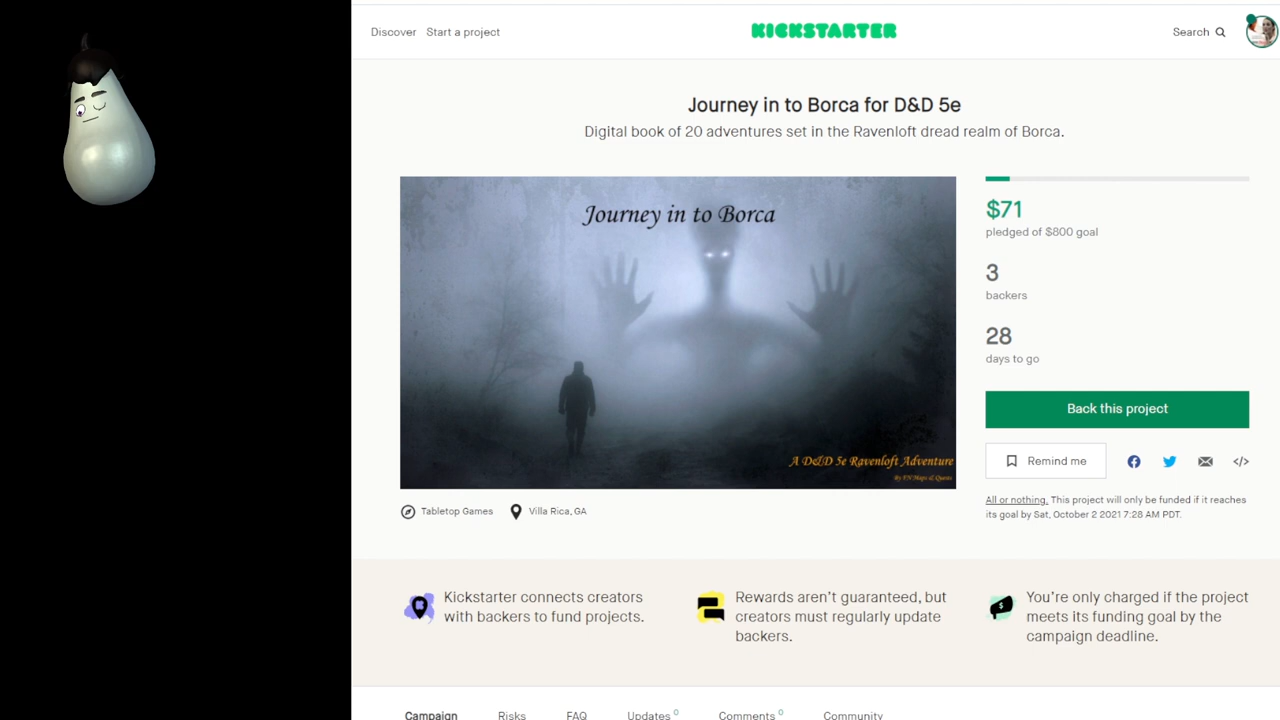 Discover Start a project KICKSTARTER Search
Journey in to Borca for D&D 5e
Digital book of 20 adventures set in the Ravenloft dread realm of Borca.
Journey in to Borca
A D&D 5e Ravenloft Adventure
By EN Maps & Quests
Tabletop Games Villa Rica, GA
$71
pledged of $800 goal
3
backers
28
days to go
Back this project
Remind me
All or nothing. This project will only be funded if it reaches
its goal by Sat, October 2 2021 7:28 AM PDT.
Kickstarter connects creators
with backers to fund projects.
Rewards aren't guaranteed, but
creators must regularly update
backers.
You're only charged if the project
meets its funding goal by the
campaign deadline.
Campaign Risks FAQ Updates 0 Comments 0 Community